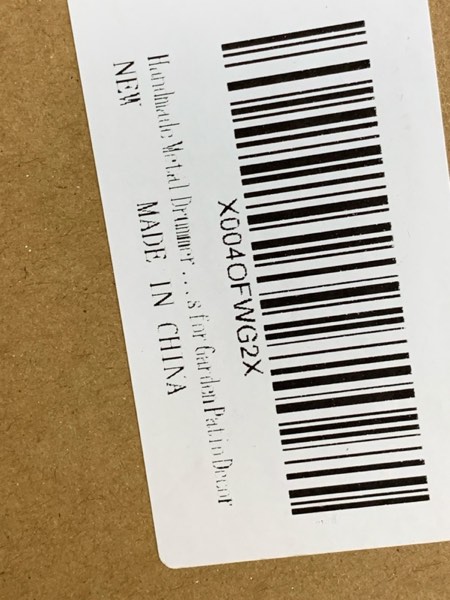 X004OFWG2X
Handmade Metal Drummer...s for Garden Patio Decor
NEW
MADE IN CHINA